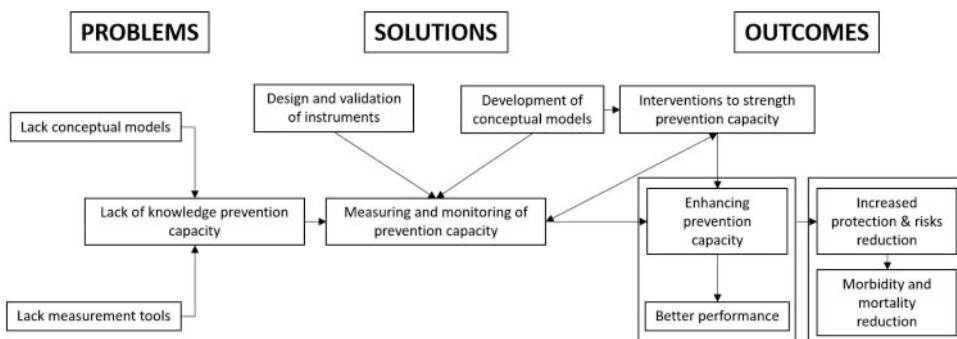 PROBLEMS
SOLUTIONS
OUTCOMES
Design and validation
of instruments
Development of
conceptual models
Interventions to strength
prevention capacity
Lack conceptual models
Lack of knowledge prevention
capacity
Measuring and monitoring of
prevention capacity
Enhancing
prevention
capacity
Increased
protection & risks
reduction
Lack measurement tools
Better performance
Morbidity and
mortality
reduction